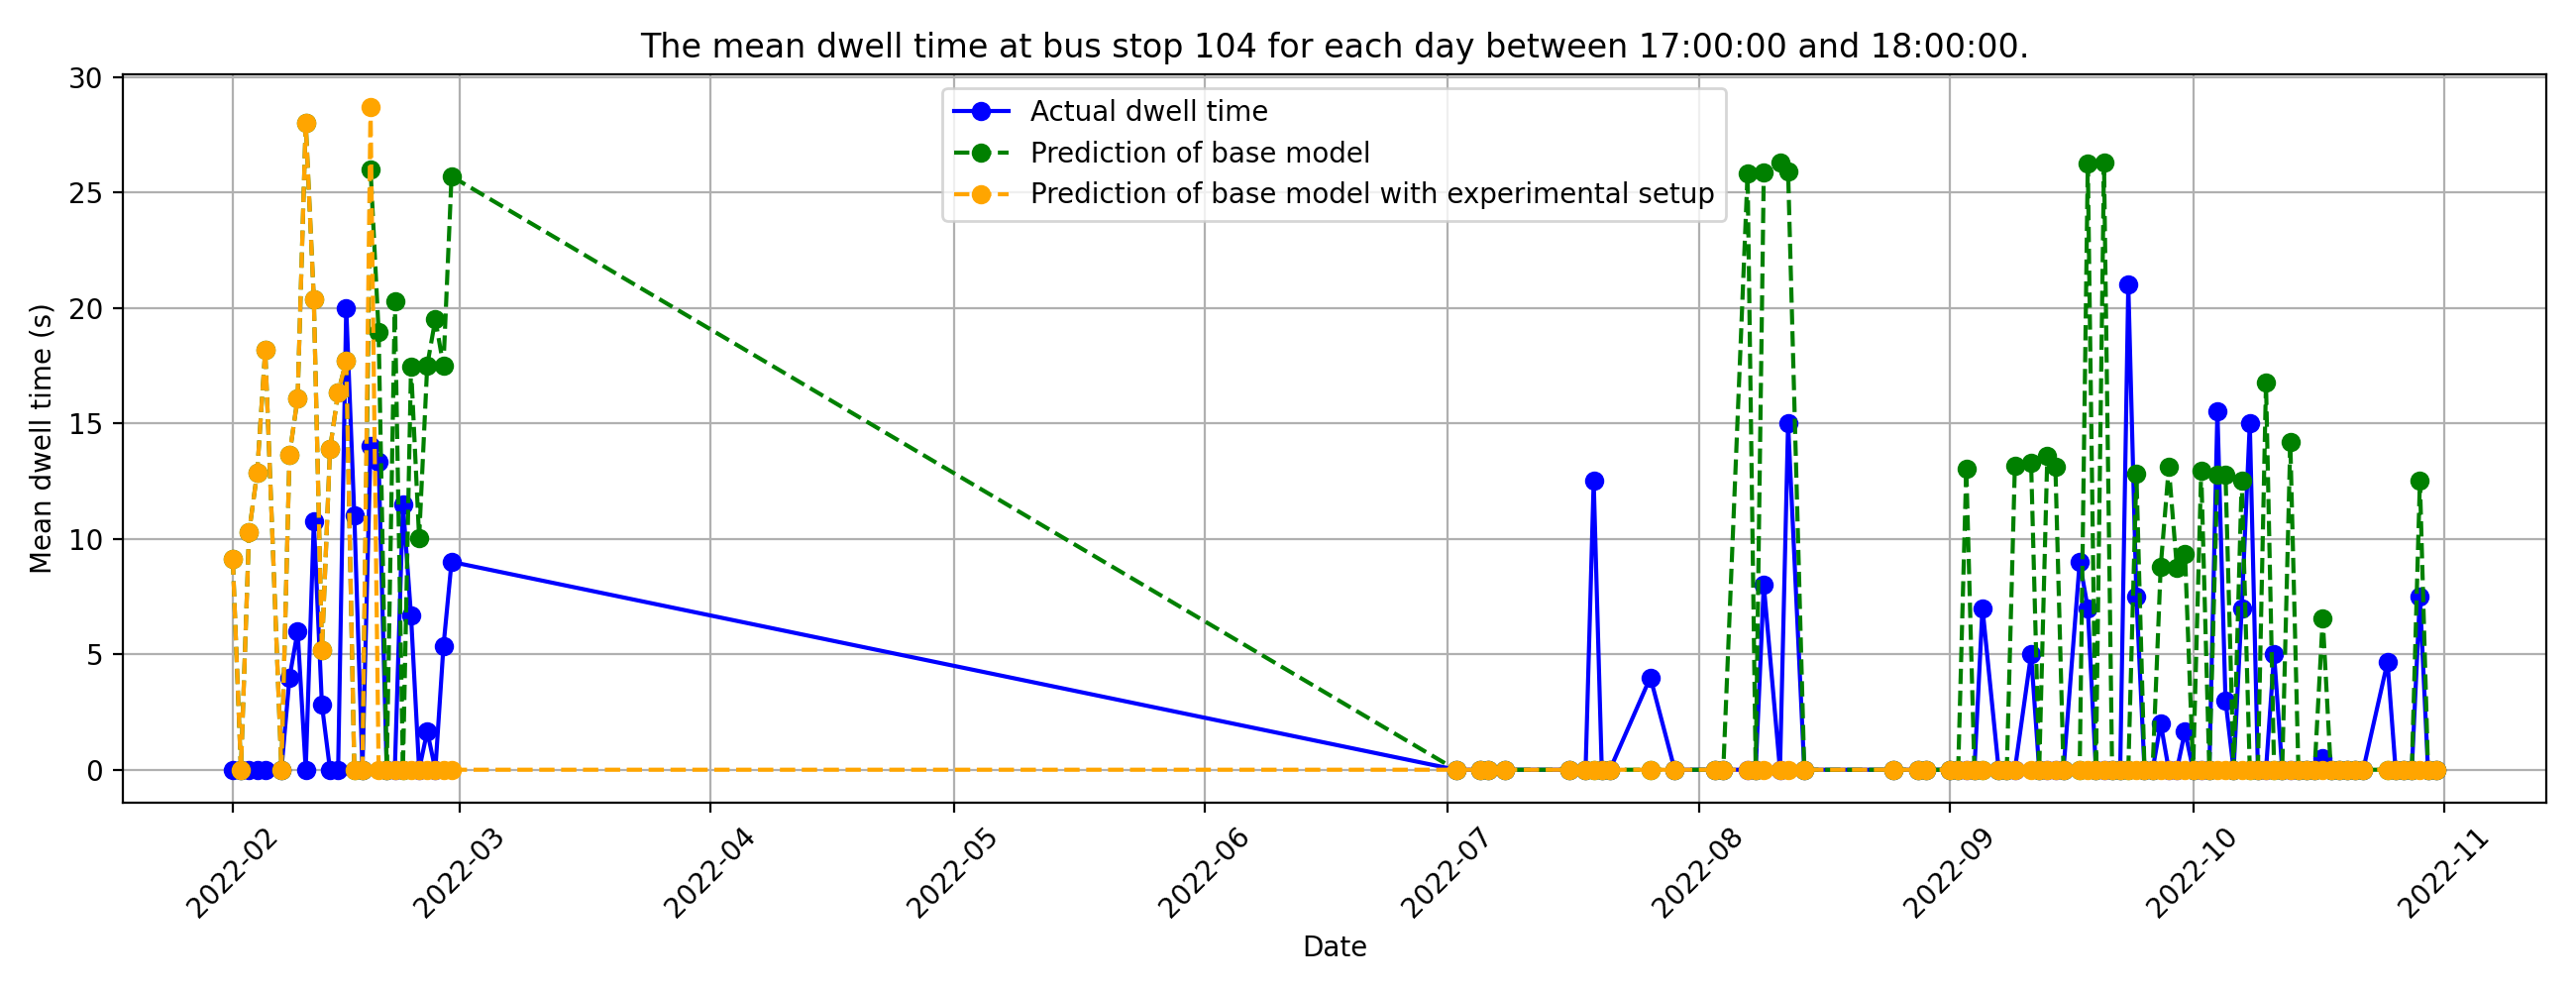 The mean dwell time at bus stop 104 for each day between 17:00:00 and 18:00:00.
30
25
20
15
10
5
0
Mean dwell time (s)
Actual dwell time
Prediction of base model
Prediction of base model with experimental setup
2022-02
2022-03
2022-04
2022-05
2022-06
2022-07
2022-08
2022-09
2022-10
2022-11
Date